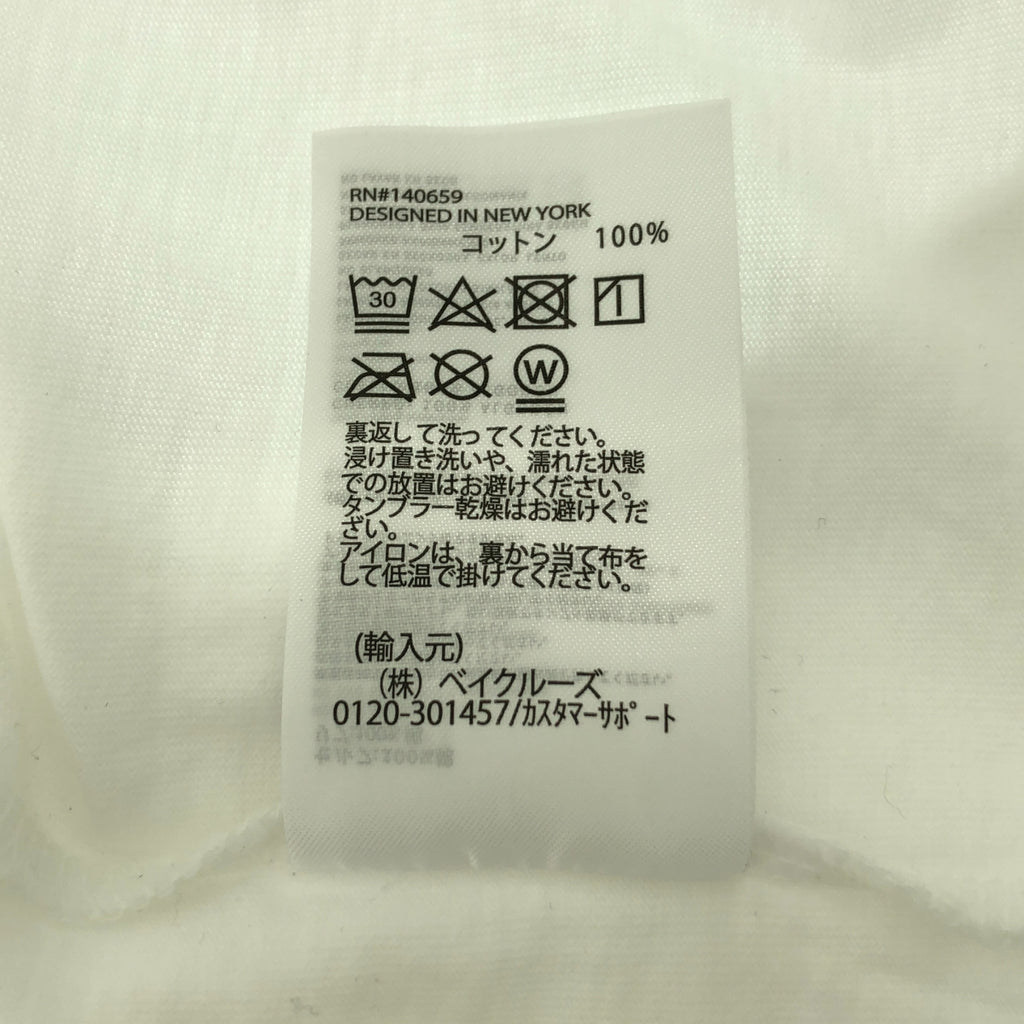 RN#140659
DESIGNED IN NEW YORK
コットン 100%
30
W
裏返して洗ってください。
浸け置き洗いや、濡れた状態
での放置はお避けください。
タンブラー乾燥はお避けくだ
さい。
アイロンは、裏から当て布を
して低温で掛けてください。
(輸入元)
(株) ベイクルーズ
0120-301457/カスタマーサポート